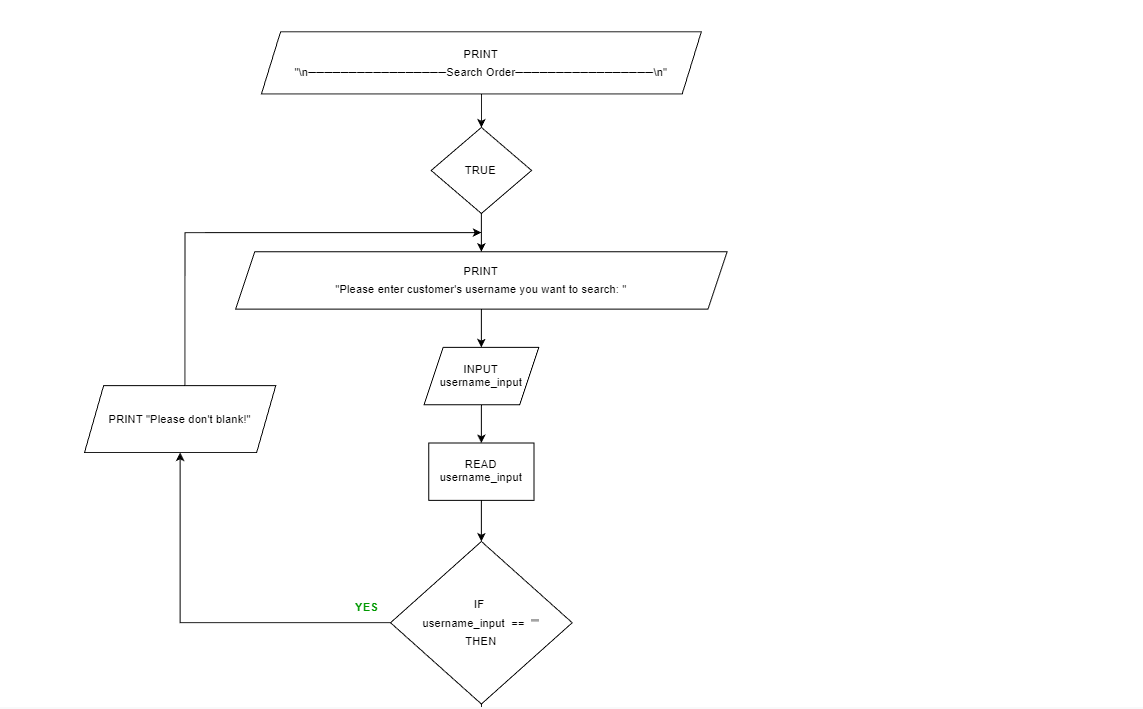 PRINT
"\n—————————————————Search Order—————————————————\n"
TRUE
PRINT
"Please enter customer's username you want to search: "
INPUT
username_input
PRINT "Please don't blank!"
READ
username_input
YES
IF
username_input == ""
THEN